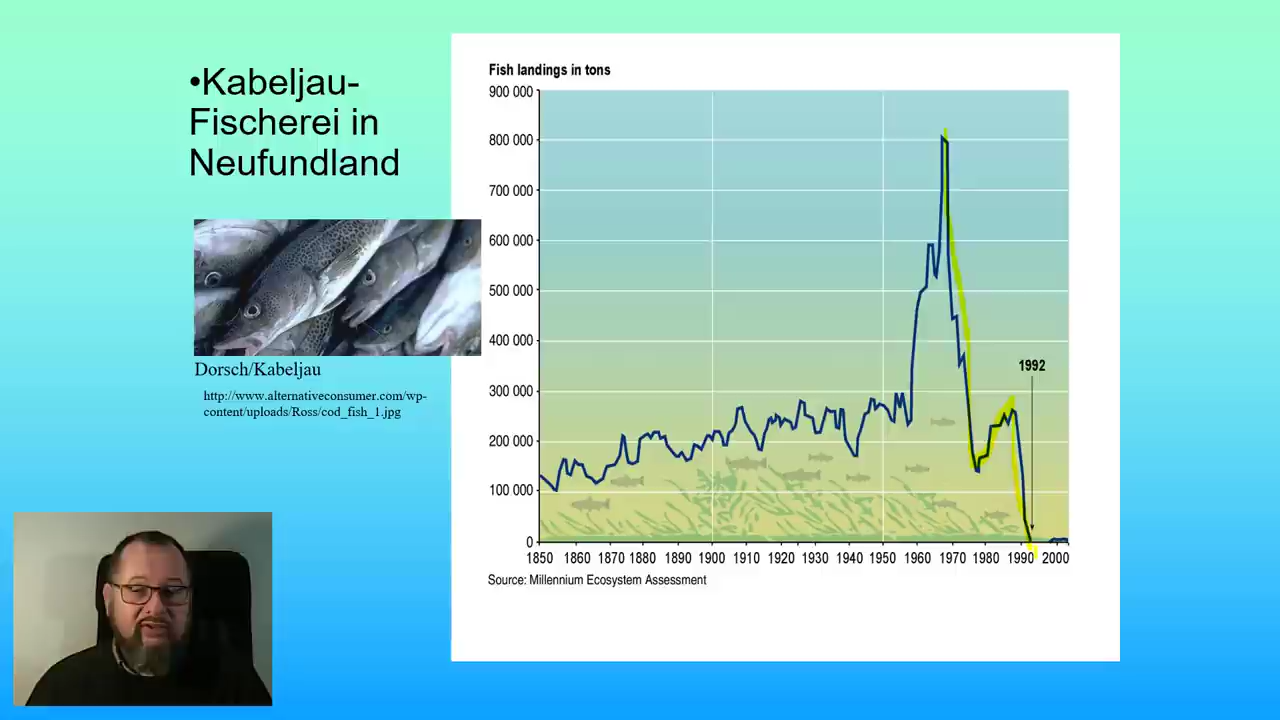 •Kabeljau-
Fischerei in
Neufundland
Dorsch/Kabeljau
http://www.alternativeconsumer.com/wp-
content/uploads/Ross/cod_fish_1.jpg
Fish landings in tons
900 000
800 000
700 000
600 000
500 000
400 000
300 000
200 000
100 000
0
1992
1850 1860 1870 1880 1890 1900 1910 1920 1930 1940 1950 1960 1970 1980 1990 2000
Source: Millennium Ecosystem Assessment